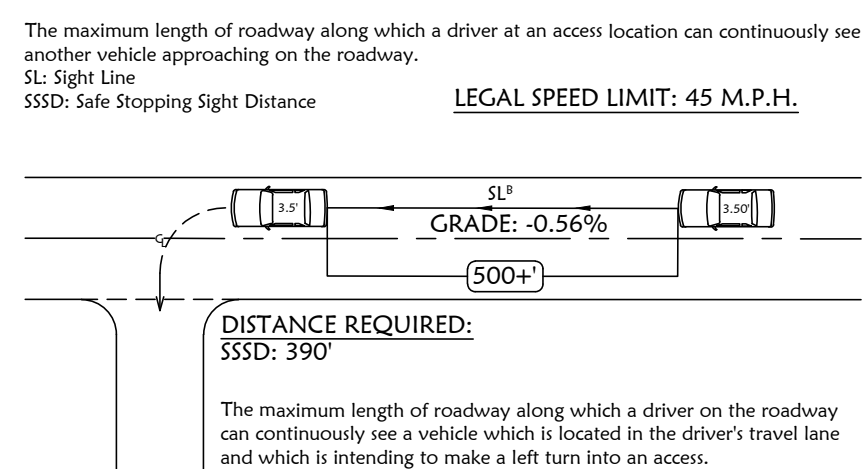 The maximum length of roadway along which a driver at an access location can continuously see
another vehicle approaching on the roadway.
SL: Sight Line
SSSD: Safe Stopping Sight Distance
LEGAL SPEED LIMIT: 45 M.P.H.
SLB
3.5'
3.50'
GRADE: -0.56%
CL
500+'
DISTANCE REQUIRED:
SSSD: 390'
The maximum length of roadway along which a driver on the roadway
can continuously see a vehicle which is located in the driver's travel lane
and which is intending to make a left turn into an access.